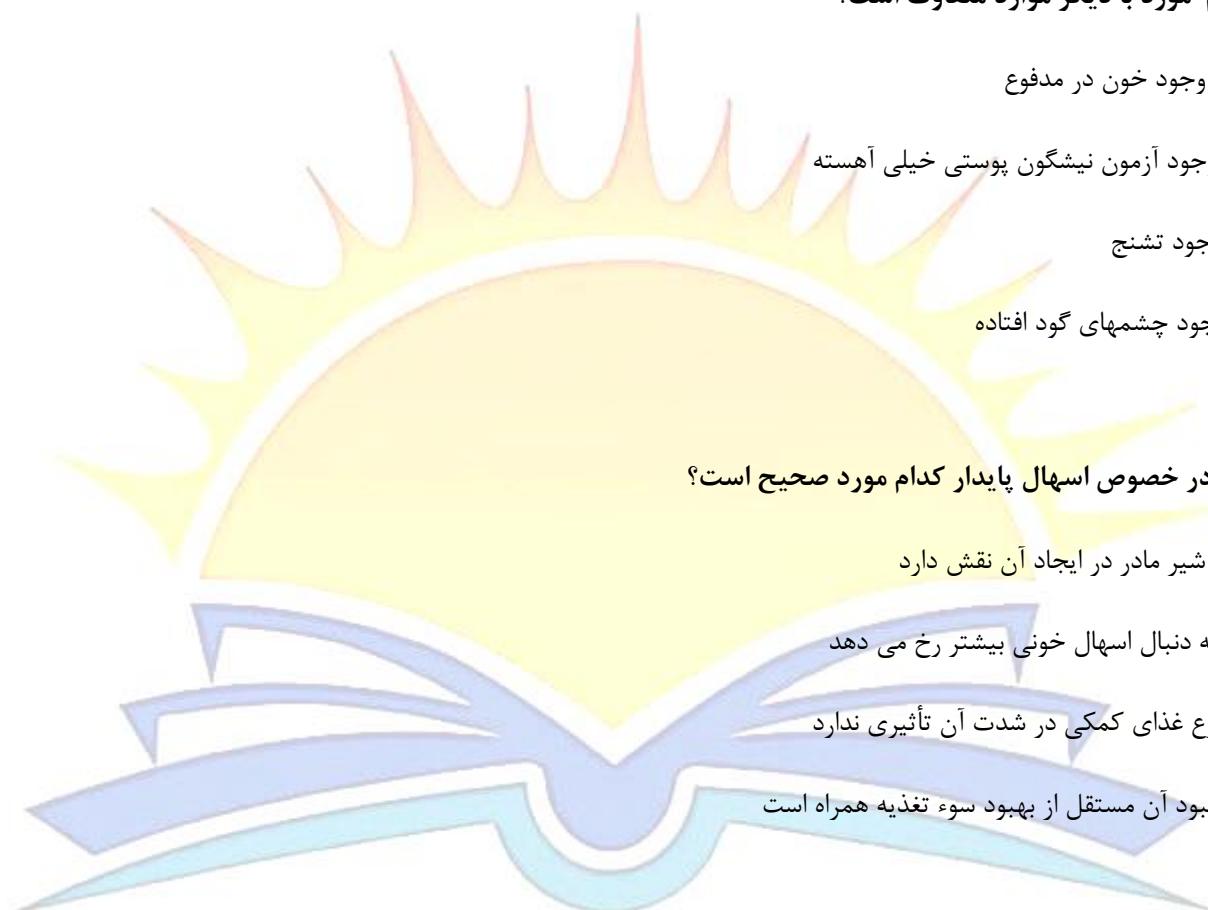 مورد با دیگر موارد متفاوت است؟
وجود خون در مدفوع
وجود آزمون نیشگون پوستی خیلی آهسته
وجود تشنج
وجود چشمهای گود افتاده
در خصوص اسهال پایدار کدام مورد صحیح است؟
شیر مادر در ایجاد آن نقش دارد
به دنبال اسهال خونی بیشتر رخ می دهد
غذای کمکی در شدت آن تأثیری ندارد
بهبود آن مستقل از بهبود سوء تغذیه همراه است